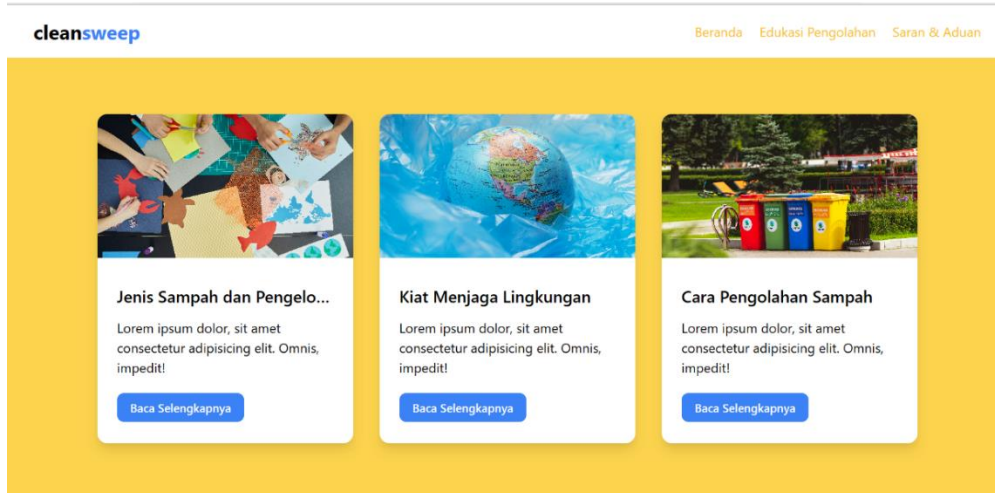 cleansweep
Beranda Edukasi Pengolahan Saran & Aduan
Jenis Sampah dan Pengelo...
Lorem ipsum dolor, sit amet
consectetur adipisicing elit. Omnis,
impedit!
Baca Selengkapnya
Kiat Menjaga Lingkungan
Lorem ipsum dolor, sit amet
consectetur adipisicing elit. Omnis,
impedit!
Baca Selengkapnya
Cara Pengolahan Sampah
Lorem ipsum dolor, sit amet
consectetur adipisicing elit. Omnis,
impedit!
Baca Selengkapnya